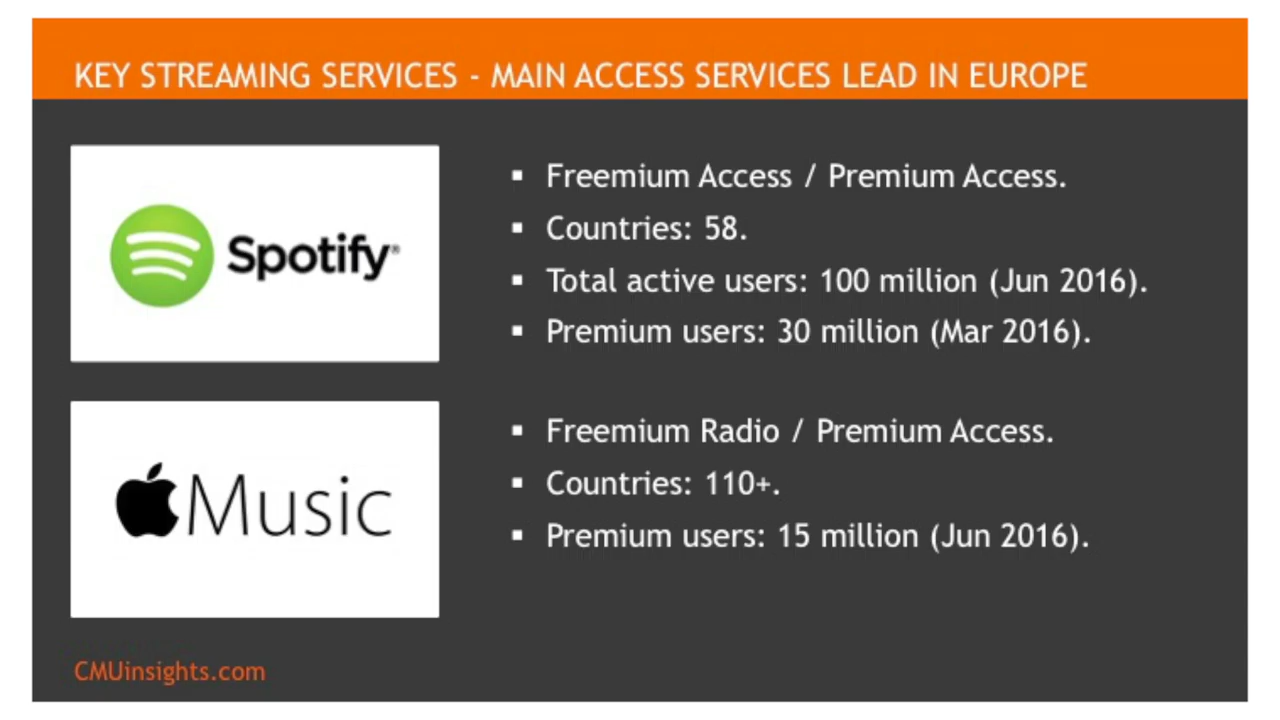 KEY STREAMING SERVICES - MAIN ACCESS SERVICES LEAD IN EUROPE
Spotify®
▪ Freemium Access / Premium Access.
▪ Countries: 58.
▪ Total active users: 100 million (Jun 2016).
▪ Premium users: 30 million (Mar 2016).
Music
▪ Freemium Radio / Premium Access.
▪ Countries: 110+.
▪ Premium users: 15 million (Jun 2016).
CMUinsights.com